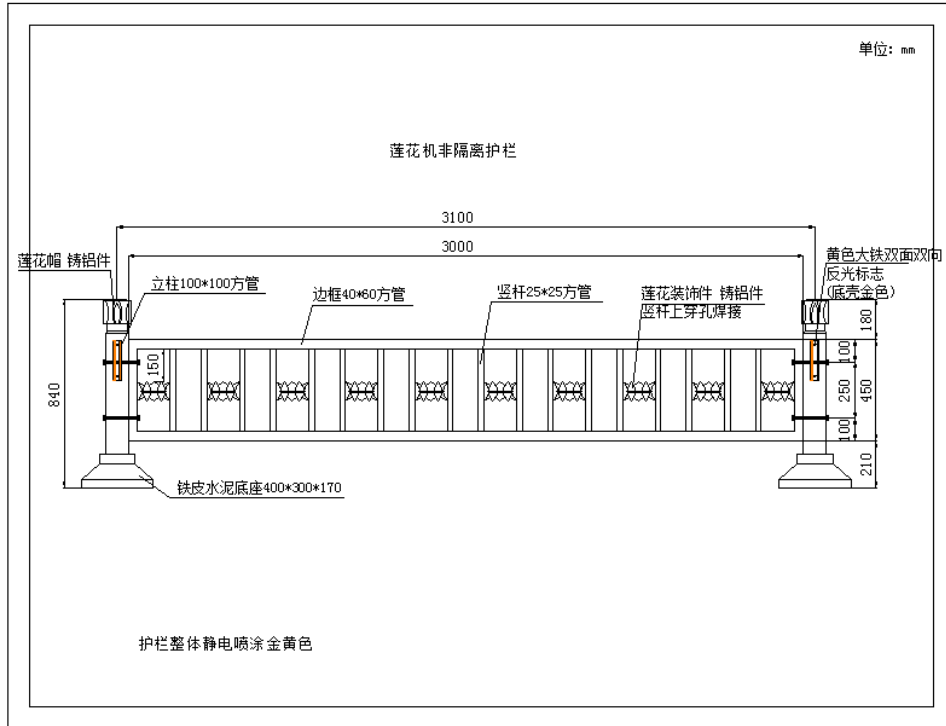 单位: mm
莲花机非隔离护栏
3100
3000
莲花帽 铸铝件
立柱100*100方管
边框40*60方管
竖杆25*25方管
莲花装饰件 铸铝件
竖杆上穿孔焊接
黄色大铁双面双向
反光标志
(底壳金色)
180
100
150
840
250
450
100
210
铁皮水泥底座400*300*170
护栏整体静电喷涂金黄色